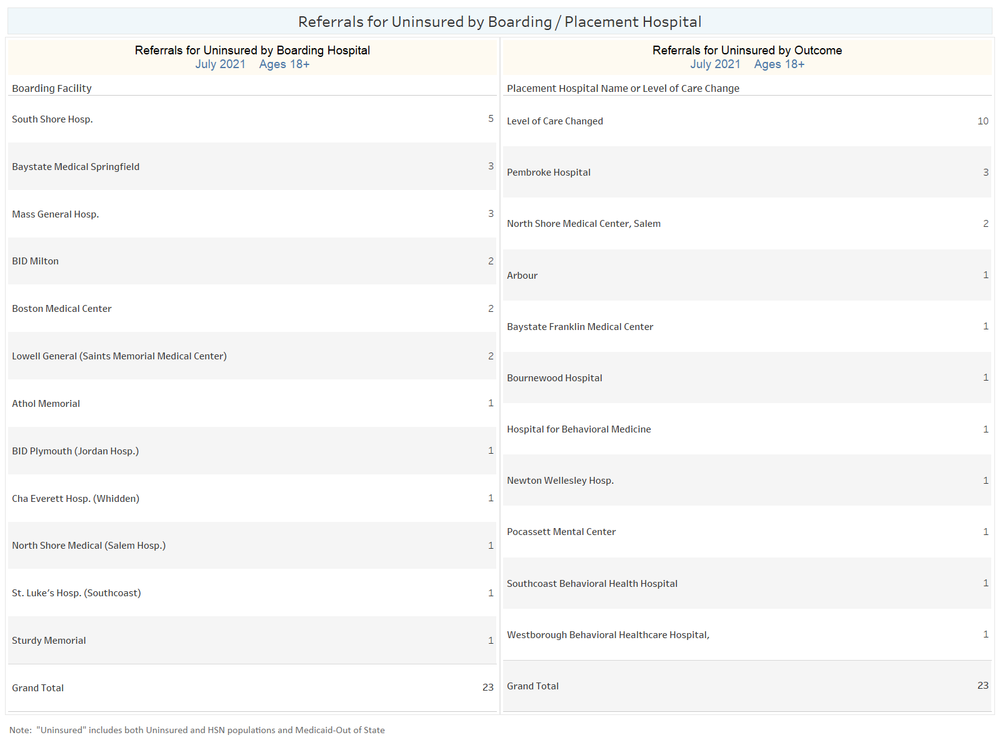 Referrals for Uninsured by Boarding / Placement Hospital
Referrals for Uninsured by Boarding Hospital
July 2021 Ages 18+
Boarding Facility
South Shore Hosp. 5
Baystate Medical Springfield 3
Mass General Hosp. 3
BID Milton 2
Boston Medical Center 2
Lowell General (Saints Memorial Medical Center) 2
Athol Memorial 1
BID Plymouth (Jordan Hosp.) 1
Cha Everett Hosp. (Whidden) 1
North Shore Medical (Salem Hosp.) 1
St. Luke’s Hosp. (Southcoast) 1
Sturdy Memorial 1
Grand Total 23
Referrals for Uninsured by Outcome
July 2021 Ages 18+
Placement Hospital Name or Level of Care Change
Level of Care Changed 10
Pembroke Hospital 3
North Shore Medical Center, Salem 2
Arbour 1
Baystate Franklin Medical Center 1
Bournewood Hospital 1
Hospital for Behavioral Medicine 1
Newton Wellesley Hosp. 1
Pocassett Mental Center 1
Southcoast Behavioral Health Hospital 1
Westborough Behavioral Healthcare Hospital, 1
Grand Total 23
Note: "Uninsured" includes both Uninsured and HSN populations and Medicaid-Out of State